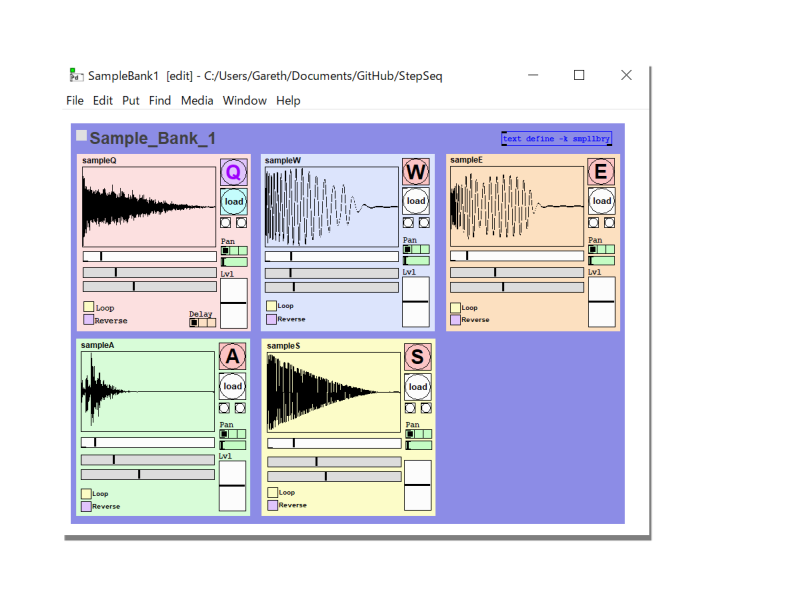 SampleBank1 [edit] - C:/Users/Gareth/Documents/GitHub/StepSeq
File Edit Put Find Media Window Help
Sample_Bank_1
text define -k smplibry
sampleQ
Q
load
Pan
Lvl
Loop
Reverse
Delay
sampleW
W
load
Pan
Lvl
Loop
Reverse
sampleE
E
load
Pan
Lvl
Loop
Reverse
sampleA
A
load
Pan
Lvl
Loop
Reverse
sampleS
S
load
Pan
Loop
Reverse